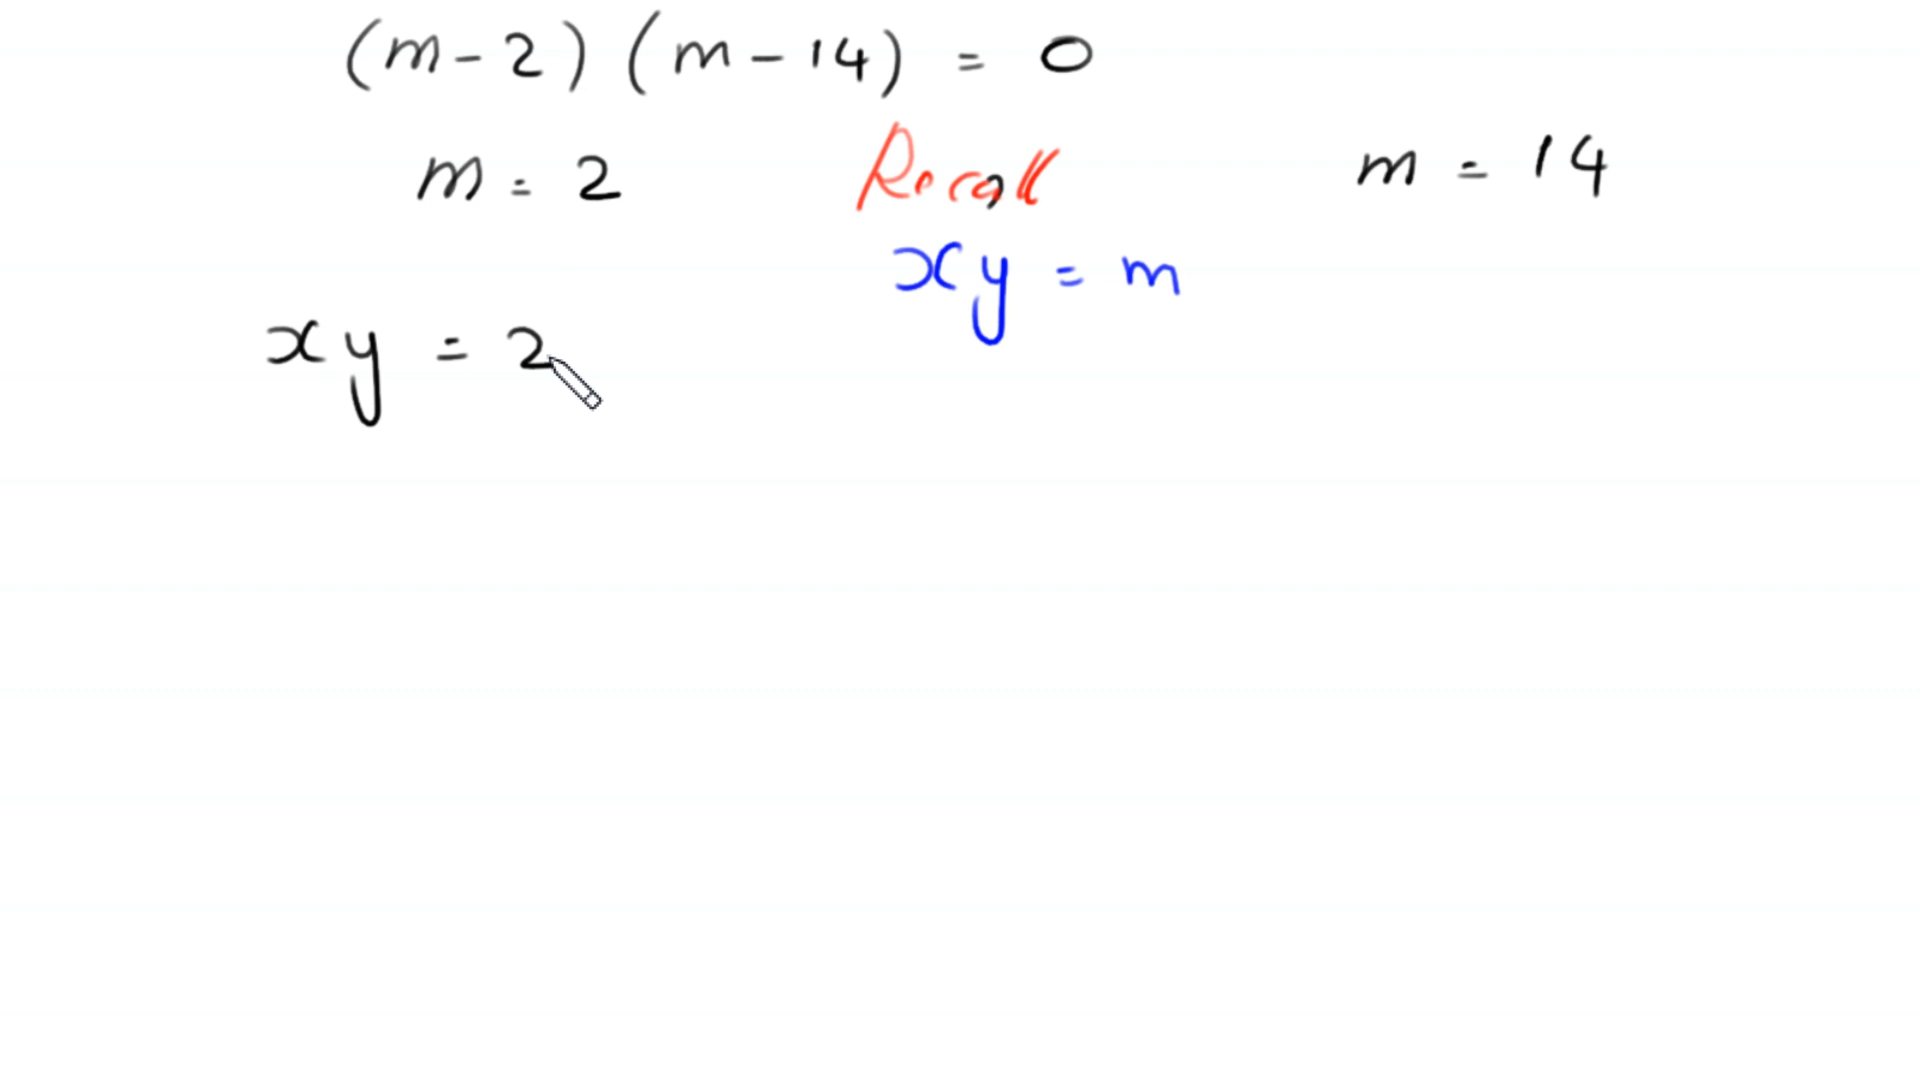 (m - 2) (m - 14) = 0
m = 2
Recall,
m = 14
xy = m
xy = 2